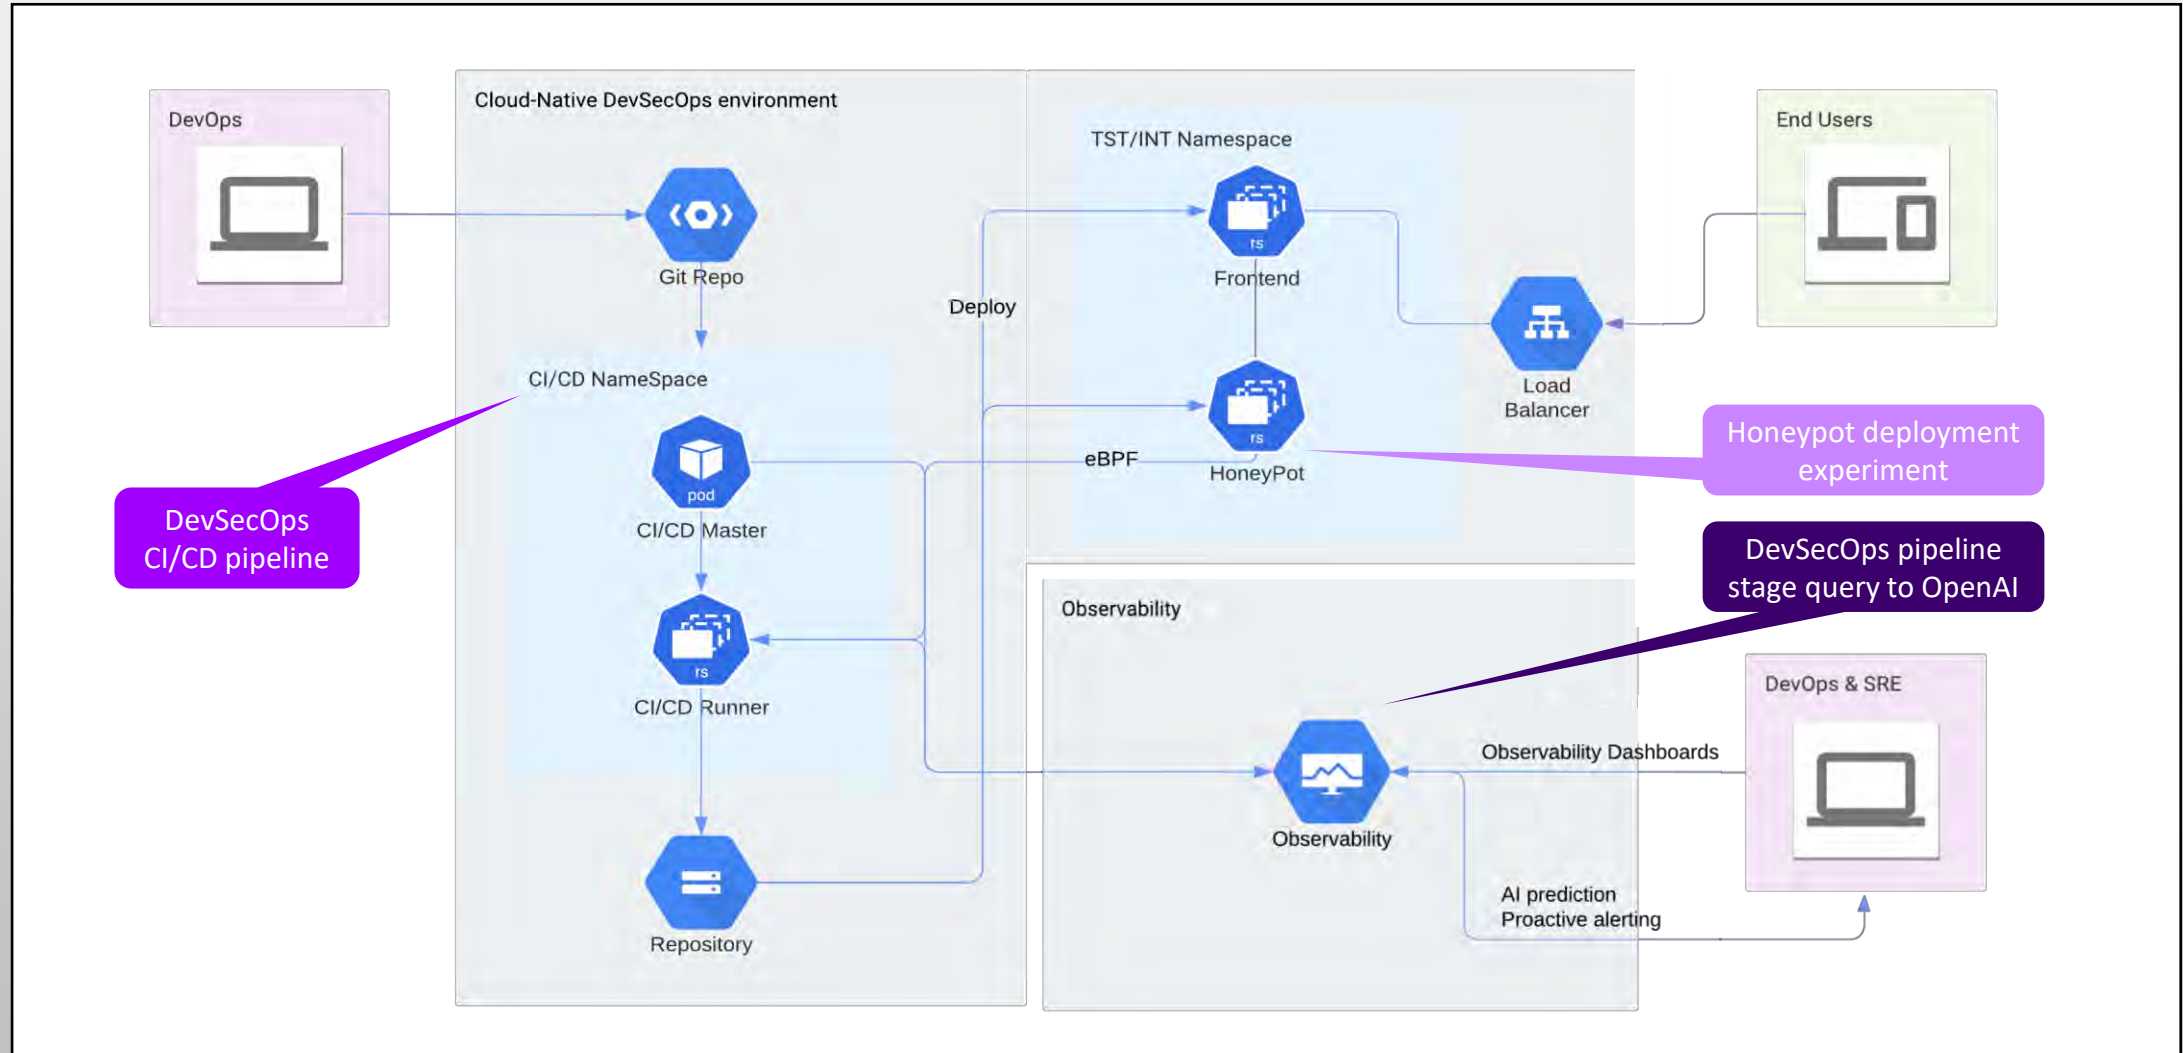 DevOps
Cloud-Native DevSecOps environment
Git Repo
CI/CD NameSpace
pod
CI/CD Master
rs
CI/CD Runner
Repository
DevSecOps
CI/CD pipeline
Deploy
eBPF
TST/INT Namespace
rs
Frontend
rs
HoneyPot
Load
Balancer
End Users
Honeypot deployment
experiment
DevSecOps pipeline
stage query to OpenAI
Observability
Observability
Observability Dashboards
AI prediction
Proactive alerting
DevOps & SRE